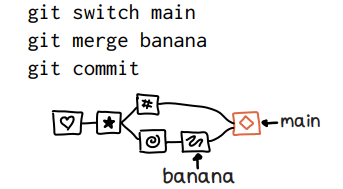 git switch main
git merge banana
git commit
#
main
banana